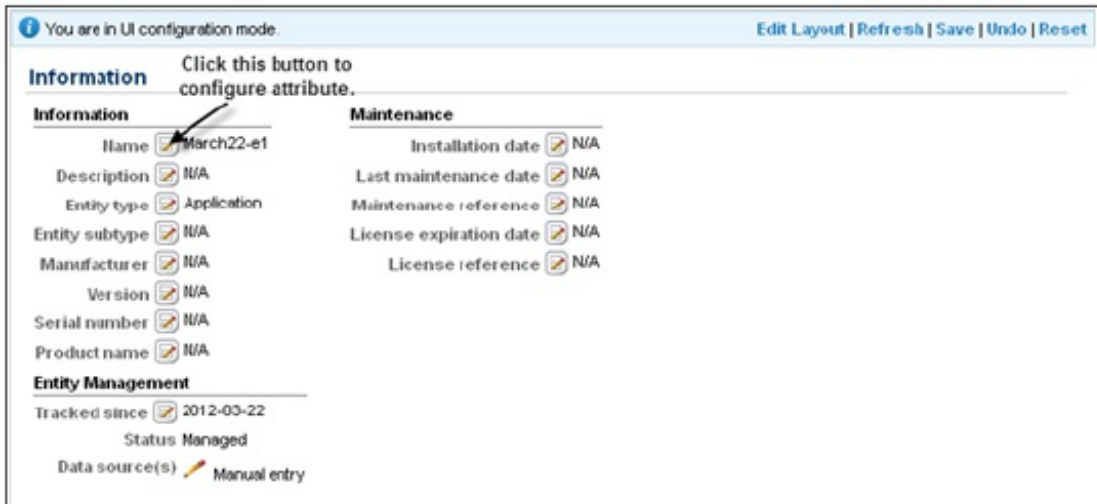 You are in UI configuration mode.
Edit Layout | Refresh | Save | Undo | Reset
Information
Click this button to
configure attribute.
Information
Name March22-e1
Description N/A
Entity type Application
Entity subtype N/A
Manufacturer N/A
Version N/A
Serial number N/A
Product name N/A
Entity Management
Tracked since 2012-03-22
Status Managed
Data source(s) Manual entry
Maintenance
Installation date N/A
Last maintenance date N/A
Maintenance reference N/A
License expiration date N/A
License reference N/A